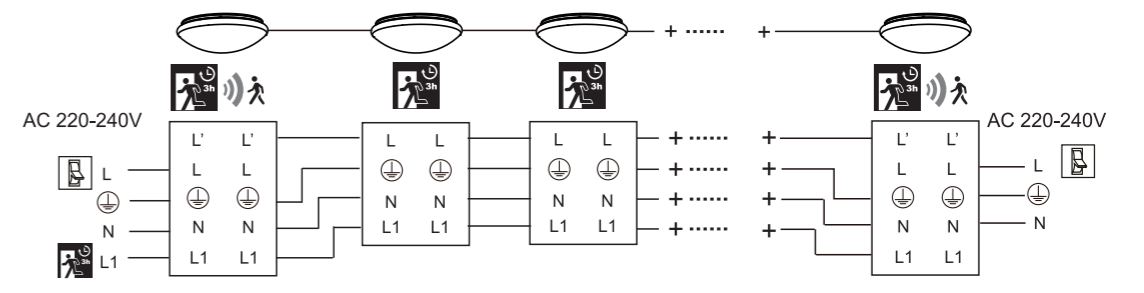 + ······ +
3h 3h 3h 3h
AC 220-240V AC 220-240V
L' L' L L L L + ······ + L' L'
L L L + ······ + L L L
N N N N N + ······ + N N N
N L1 L1 L1 L1 + ······ +
3h L1 L1 L1 L1 L1